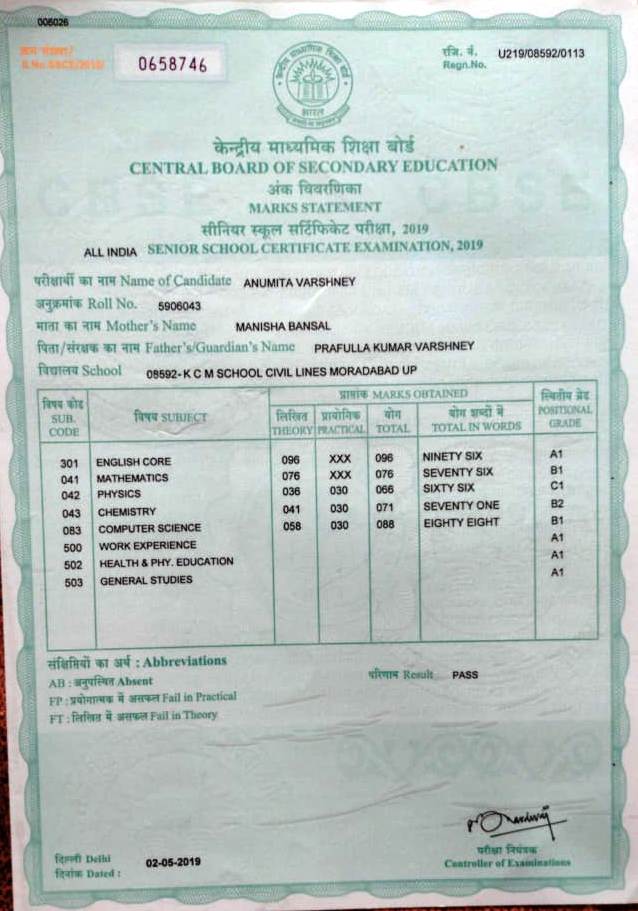 006026
क्रम संख्या /
S.No.SSCE/2019/
0658746
रजि. नं.
Regn.No.
U219/08592/0113
केन्द्रीय माध्यमिक शिक्षा बोर्ड
भारत
केन्द्रीय माध्यमिक शिक्षा बोर्ड
CENTRAL BOARD OF SECONDARY EDUCATION
अंक विवरणिका
MARKS STATEMENT
सीनियर स्कूल सर्टिफिकेट परीक्षा, 2019
ALL INDIA SENIOR SCHOOL CERTIFICATE EXAMINATION, 2019
परीक्षार्थी का नाम Name of Candidate ANUMITA VARSHNEY
अनुक्रमांक Roll No. 5906043
माता का नाम Mother's Name MANISHA BANSAL
पिता/संरक्षक का नाम Father's/Guardian's Name PRAFULLA KUMAR VARSHNEY
विद्यालय School 08592- K C M SCHOOL CIVIL LINES MORADABAD UP
विषय कोड
SUB.
CODE
विषय SUBJECT
प्राप्तांक MARKS OBTAINED
लिखित
THEORY
प्रायोगिक
PRACTICAL
योग
TOTAL
योग शब्दों में
TOTAL IN WORDS
स्थितीय ग्रेड
POSITIONAL
GRADE
301 ENGLISH CORE 096 XXX 096 NINETY SIX A1
041 MATHEMATICS 076 XXX 076 SEVENTY SIX B1
042 PHYSICS 036 030 066 SIXTY SIX C1
043 CHEMISTRY 041 030 071 SEVENTY ONE B2
083 COMPUTER SCIENCE 058 030 088 EIGHTY EIGHT B1
500 WORK EXPERIENCE A1
502 HEALTH & PHY. EDUCATION A1
503 GENERAL STUDIES A1
संक्षिप्तियों का अर्थ : Abbreviations
AB : अनुपस्थित Absent
FP : प्रयोगात्मक में असफल Fail in Practical
FT : लिखित में असफल Fail in Theory
परिणाम Result PASS
दिल्ली Delhi
दिनांक Dated : 02-05-2019
परीक्षा नियंत्रक
Controller of Examinations